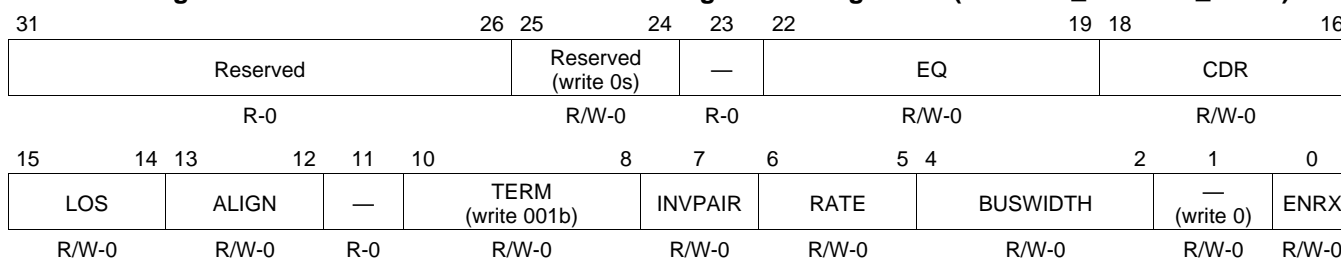 31 26 25 24 23 22 19 18 16
Reserved Reserved (write 0s) — EQ CDR
R-0 R/W-0 R-0 R/W-0 R/W-0
15 14 13 12 11 10 8 7 6 5 4 2 1 0
LOS ALIGN — TERM (write 001b) INVPAIR RATE BUSWIDTH — (write 0) ENRX
R/W-0 R/W-0 R-0 R/W-0 R/W-0 R/W-0 R/W-0 R/W-0 R/W-0